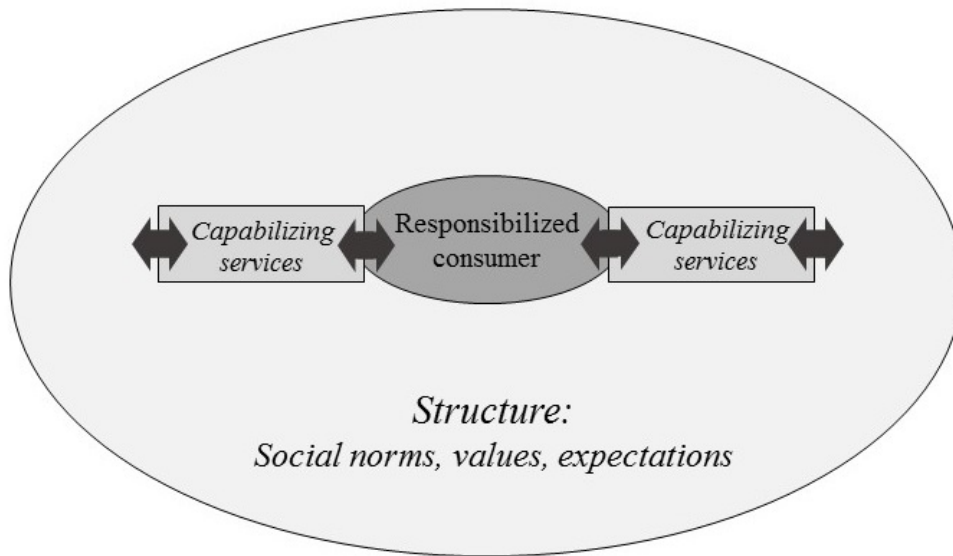 Capabilizing
services
Responsibilized
consumer
Capabilizing
services
Structure:
Social norms, values, expectations